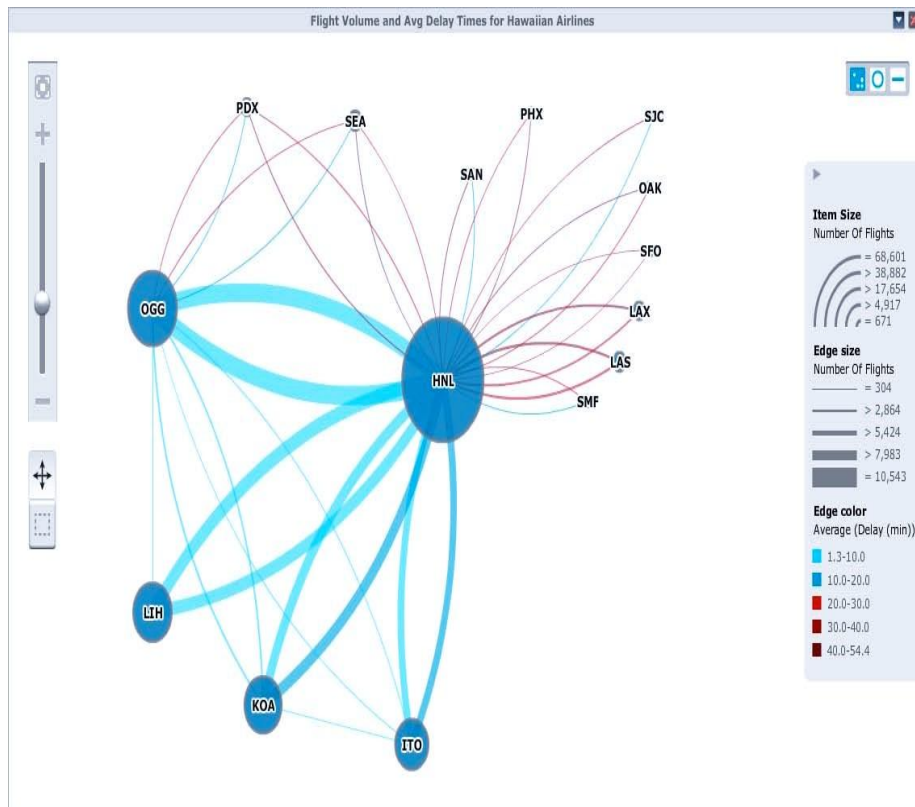 Flight Volume and Avg Delay Times for Hawaiian Airlines
PDX
SEA
PHX
SJC
SAN
OAK
SFO
OGG
LAX
LAS
HNL
SMF
LIH
KOA
ITO
Item Size
Number Of Flights
= 68,601
> 38,882
> 17,654
> 4,917
= 671
Edge size
Number Of Flights
= 304
> 2,864
> 5,424
> 7,983
= 10,543
Edge color
Average (Delay (min))
1.3-10.0
10.0-20.0
20.0-30.0
30.0-40.0
40.0-54.4